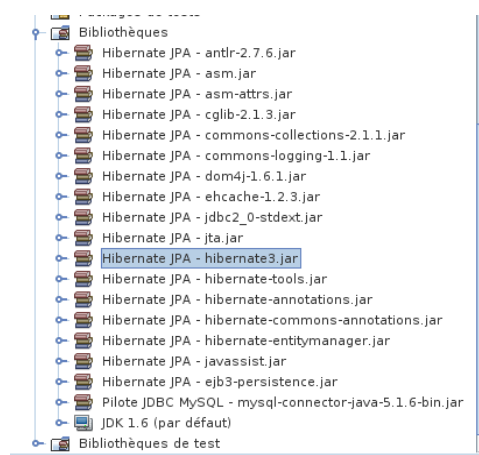 Packages de tests
Bibliothèques
Hibernate JPA - antlr-2.7.6.jar
Hibernate JPA - asm.jar
Hibernate JPA - asm-attrs.jar
Hibernate JPA - cglib-2.1.3.jar
Hibernate JPA - commons-collections-2.1.1.jar
Hibernate JPA - commons-logging-1.1.jar
Hibernate JPA - dom4j-1.6.1.jar
Hibernate JPA - ehcache-1.2.3.jar
Hibernate JPA - jdbc2_0-stdext.jar
Hibernate JPA - jta.jar
Hibernate JPA - hibernate3.jar
Hibernate JPA - hibernate-tools.jar
Hibernate JPA - hibernate-annotations.jar
Hibernate JPA - hibernate-commons-annotations.jar
Hibernate JPA - hibernate-entitymanager.jar
Hibernate JPA - javassist.jar
Hibernate JPA - ejb3-persistence.jar
Pilote JDBC MySQL - mysql-connector-java-5.1.6-bin.jar
JDK 1.6 (par défaut)
Bibliothèques de test